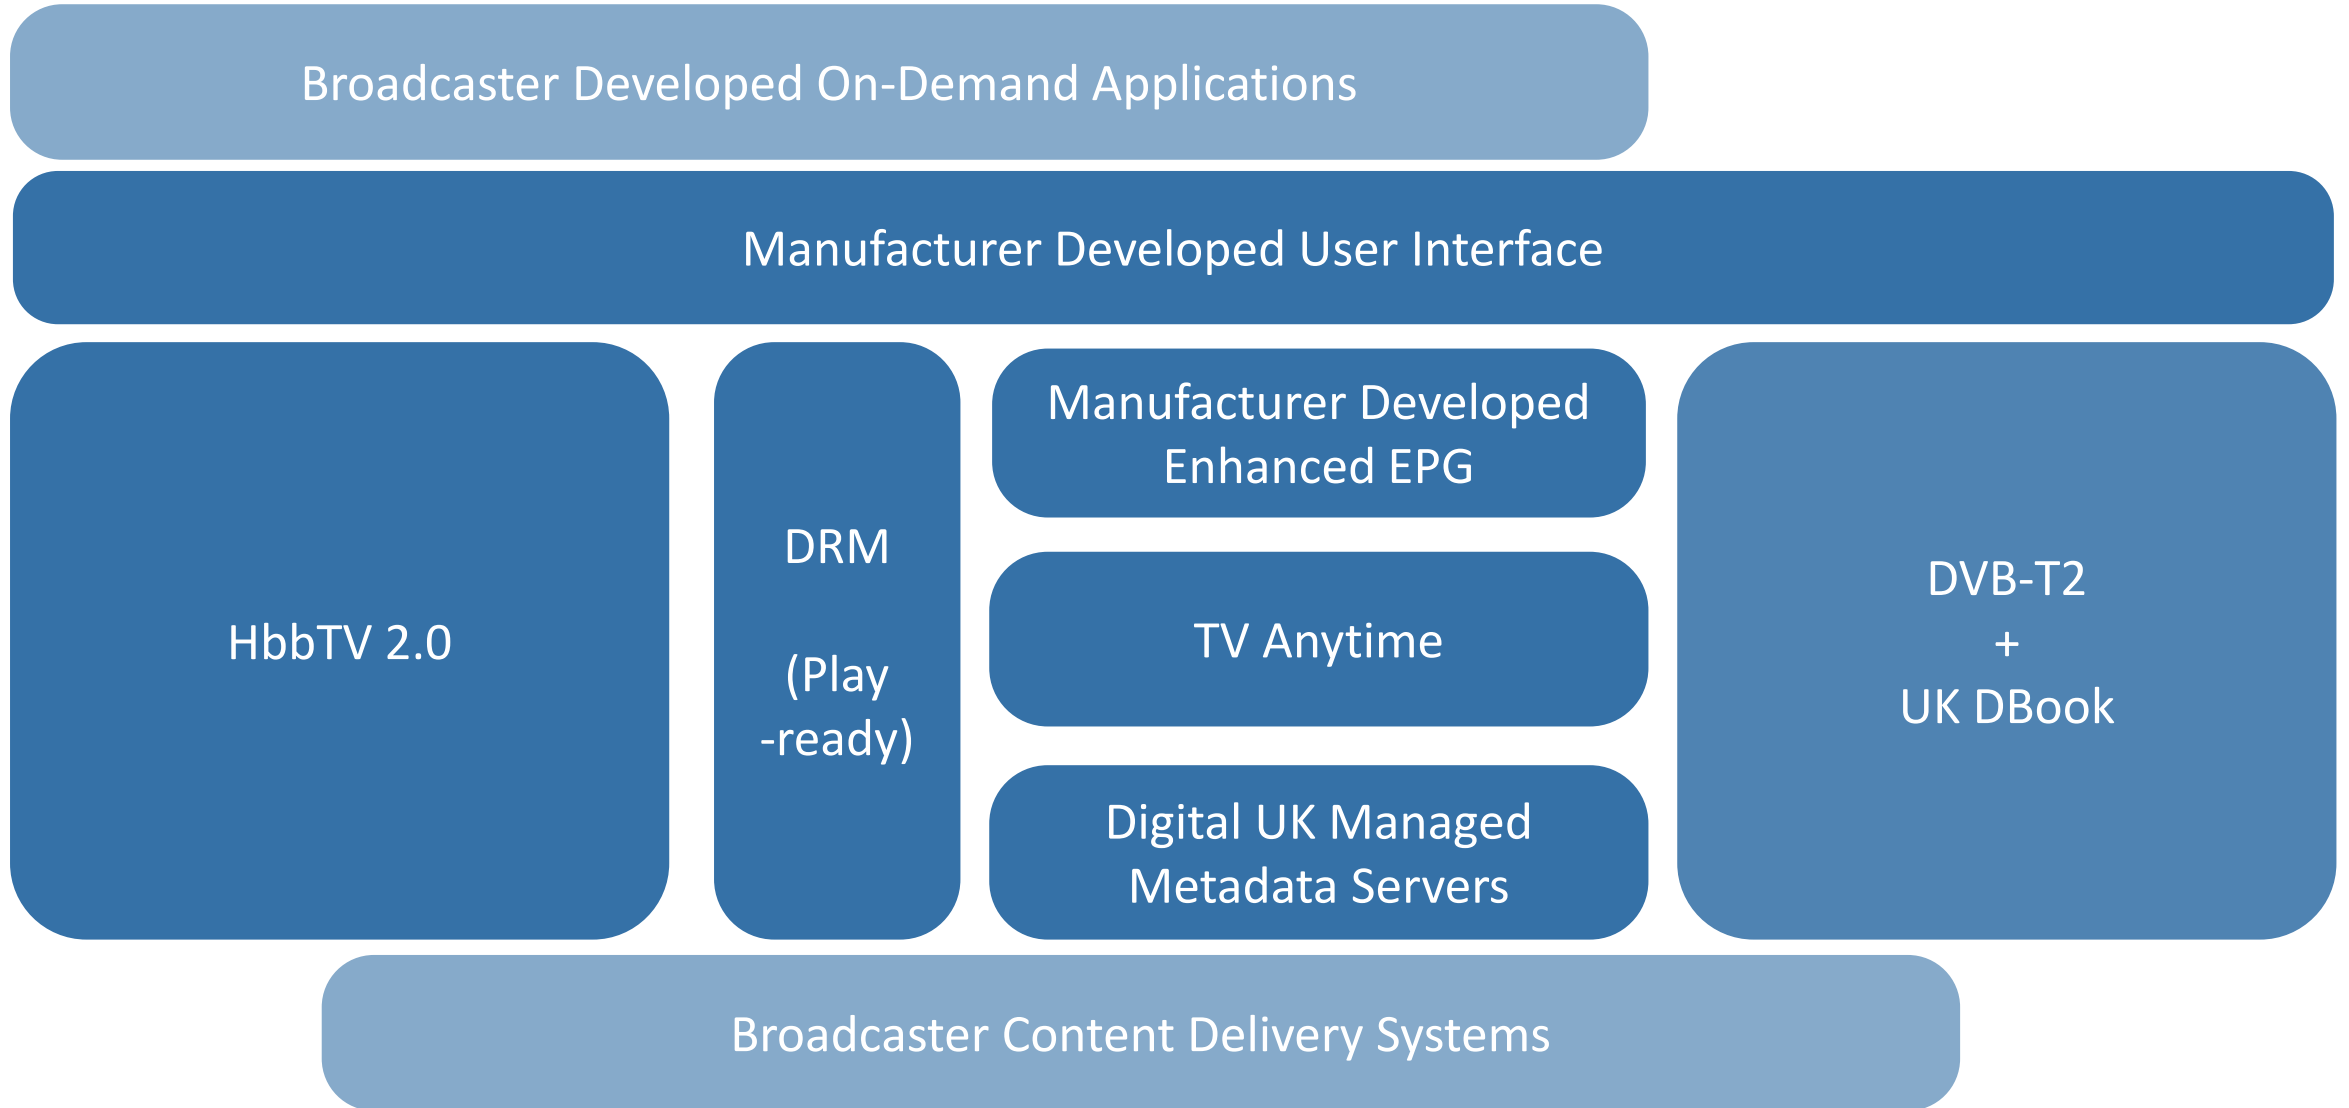 Broadcaster Developed On-Demand Applications
Manufacturer Developed User Interface
HbbTV 2.0
DRM
(Play
-ready)
Manufacturer Developed
Enhanced EPG
TV Anytime
Digital UK Managed
Metadata Servers
DVB-T2
+
UK DBook
Broadcaster Content Delivery Systems